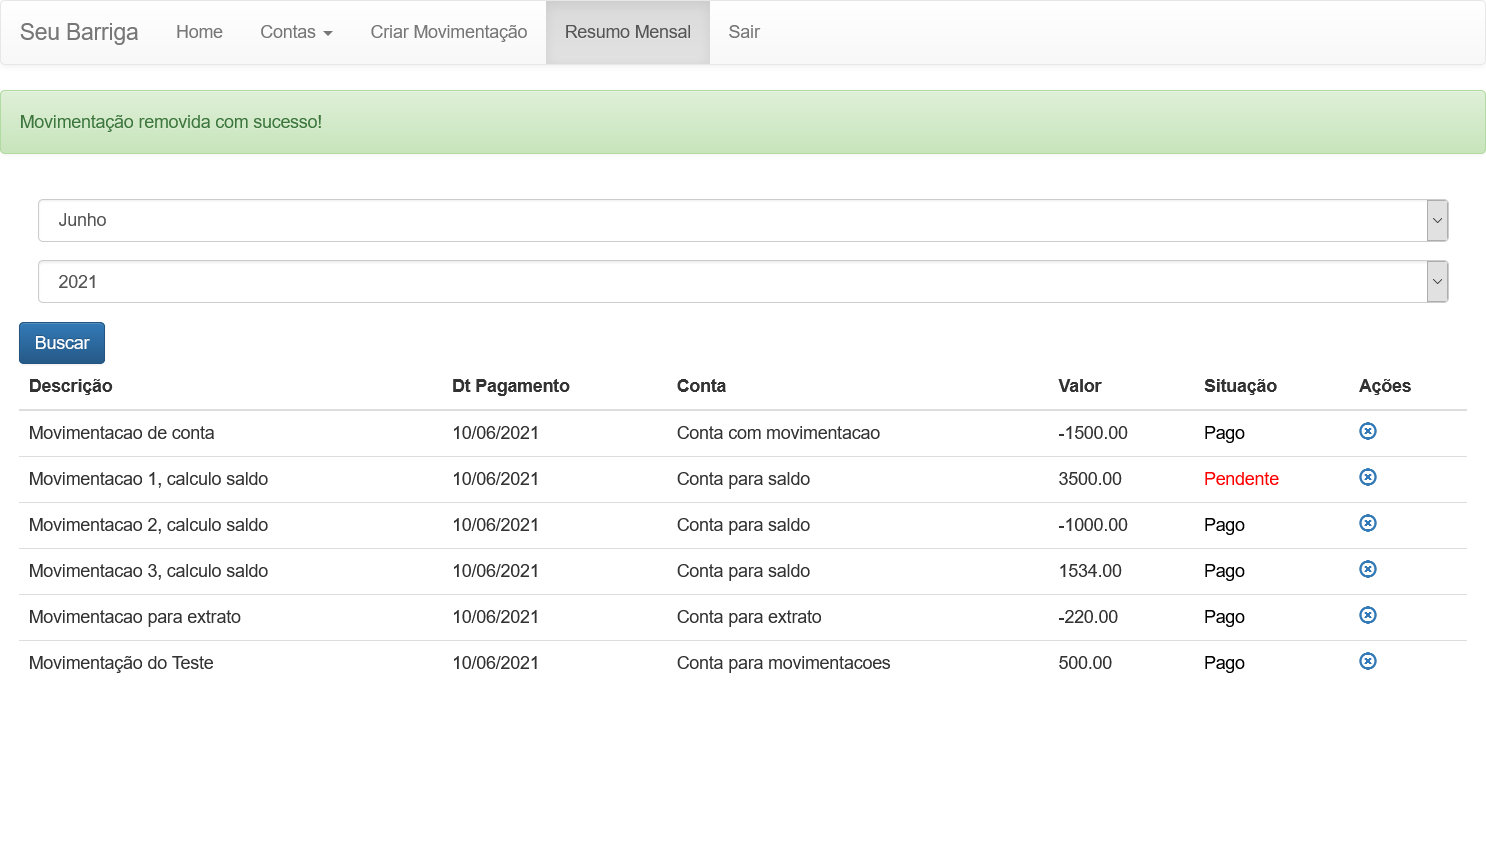 Seu Barriga Home Contas Criar Movimentação Resumo Mensal Sair
Movimentação removida com sucesso!
Junho
2021
Buscar
Descrição Dt Pagamento Conta Valor Situação Ações
Movimentacao de conta 10/06/2021 Conta com movimentacao -1500.00 Pago
Movimentacao 1, calculo saldo 10/06/2021 Conta para saldo 3500.00 Pendente
Movimentacao 2, calculo saldo 10/06/2021 Conta para saldo -1000.00 Pago
Movimentacao 3, calculo saldo 10/06/2021 Conta para saldo 1534.00 Pago
Movimentacao para extrato 10/06/2021 Conta para extrato -220.00 Pago
Movimentação do Teste 10/06/2021 Conta para movimentacoes 500.00 Pago